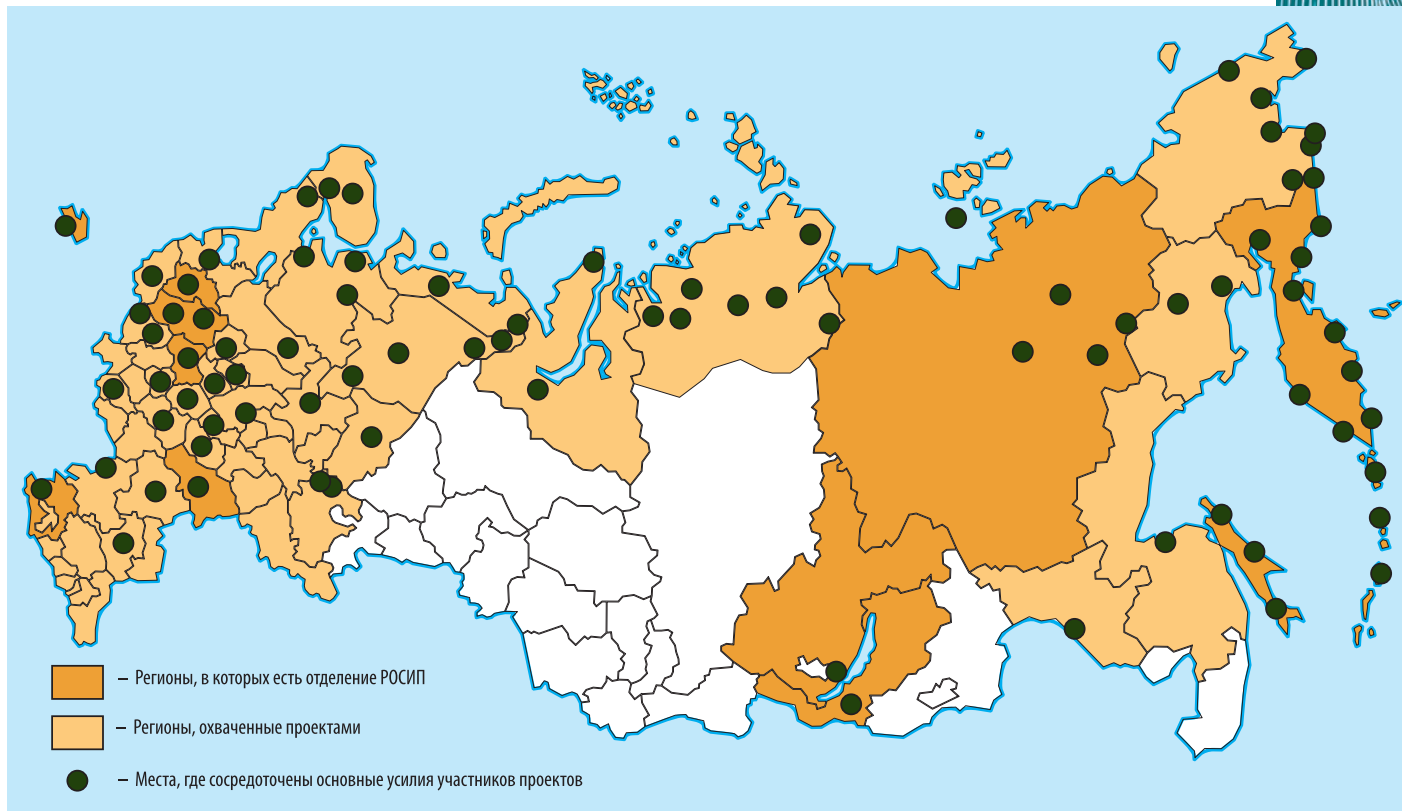 – Регионы, в которых есть отделение РОСИП
– Регионы, охваченные проектами
– Места, где сосредоточены основные усилия участников проектов